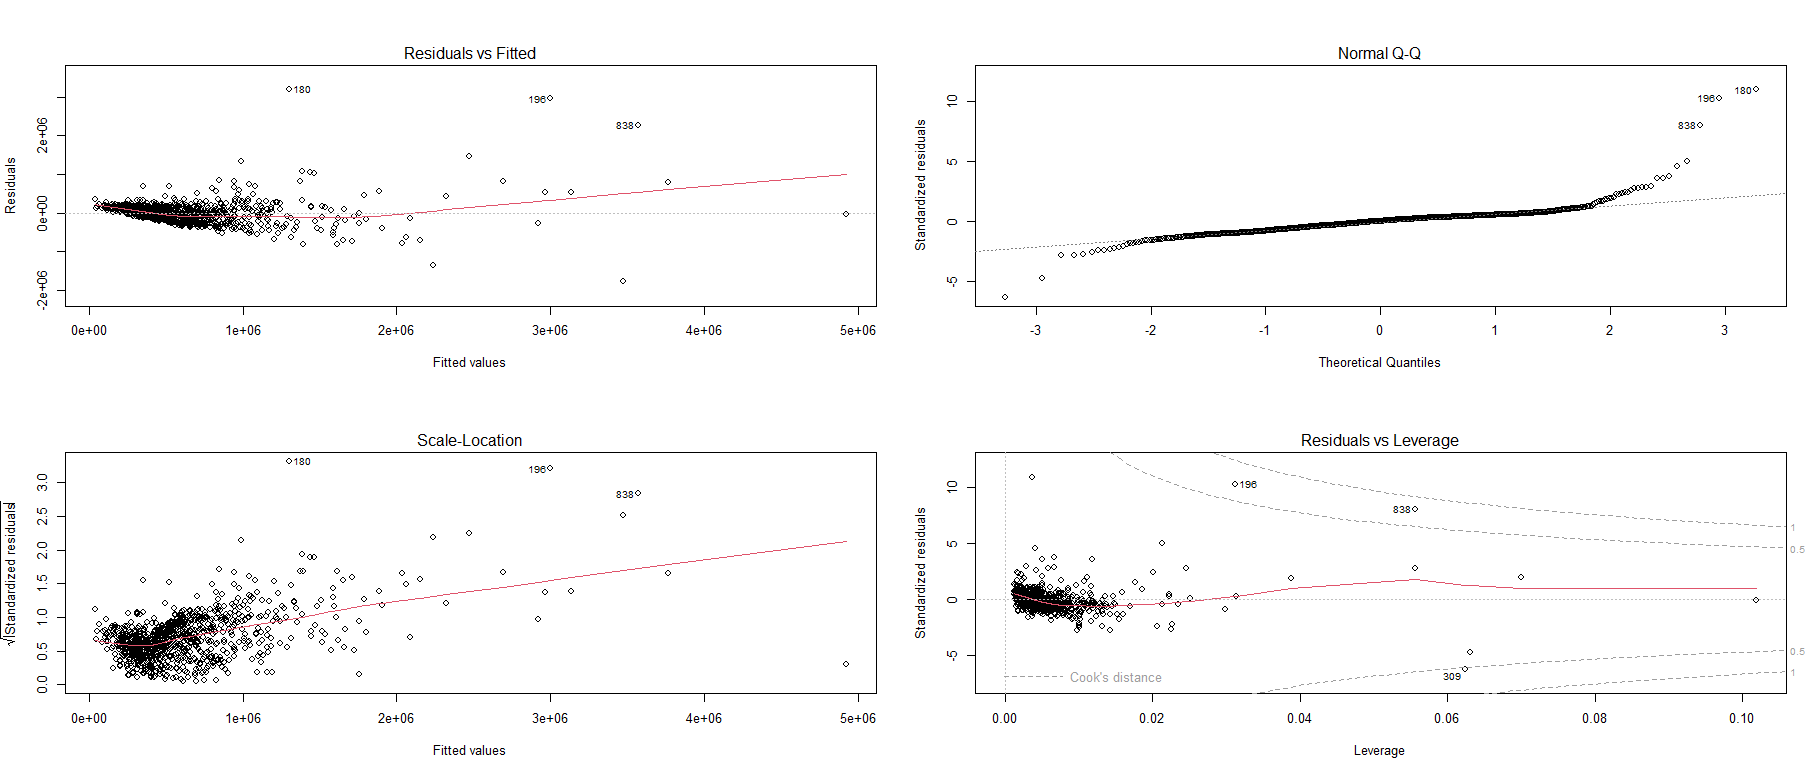 Residuals vs Fitted
Residuals
-2e+06 0e+00 2e+06
180
196
838
0e+00 1e+06 2e+06 3e+06 4e+06 5e+06
Fitted values
Normal Q-Q
Standardized residuals
-5 0 5 10
196
180
838
-3 -2 -1 0 1 2 3
Theoretical Quantiles
Scale-Location
√|Standardized residuals|
0.0 0.5 1.0 1.5 2.0 2.5 3.0
180
196
838
0e+00 1e+06 2e+06 3e+06 4e+06 5e+06
Fitted values
Residuals vs Leverage
Standardized residuals
-5 0 5 10
196
838
309
1
0.5
0.5
1
Cook's distance
0.00 0.02 0.04 0.06 0.08 0.10
Leverage